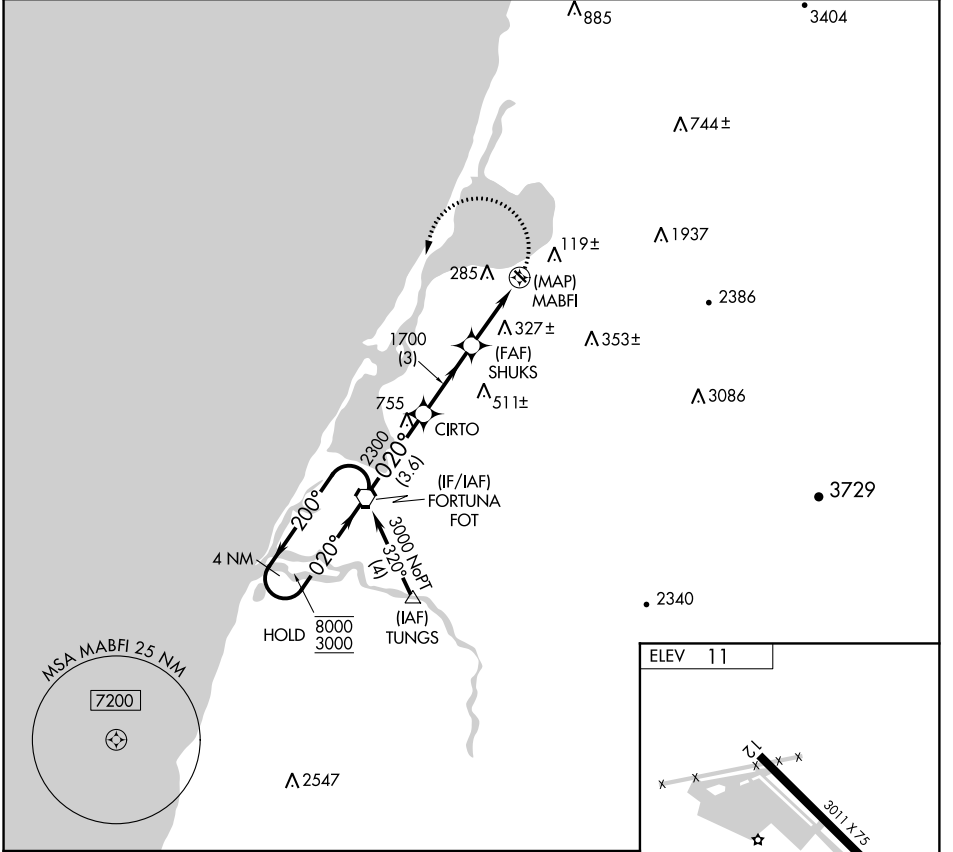 885
3404
744±
1937
119±
285
(MAP)
MABFI
2386
327±
353±
1700
(3)
(FAF)
SHUKS
3086
511±
755
CIRTO
2300
020°
(3.6)
(IF/IAF)
FORTUNA
FOT
3729
200°
020°
3000 NoPT
320°
(4)
4 NM
(IAF)
TUNGS
2340
HOLD
8000
3000
MSA MABFI 25 NM
7200
ELEV 11
2547
12
3011 X 75